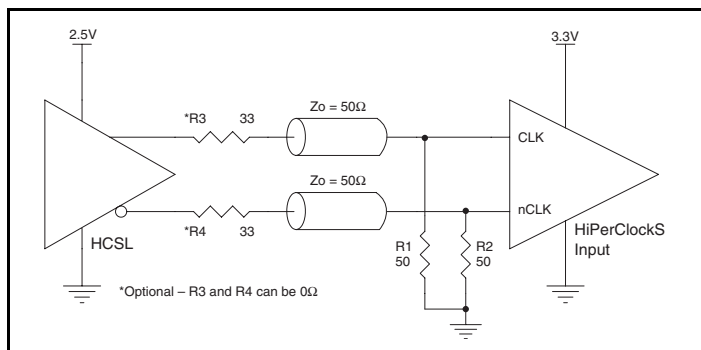 2.5V
3.3V
*R3 33
Zo = 50Ω
CLK
Zo = 50Ω
nCLK
*R4 33
HCSL
R1
50
R2
50
HiPerClockS
Input
*Optional – R3 and R4 can be 0Ω